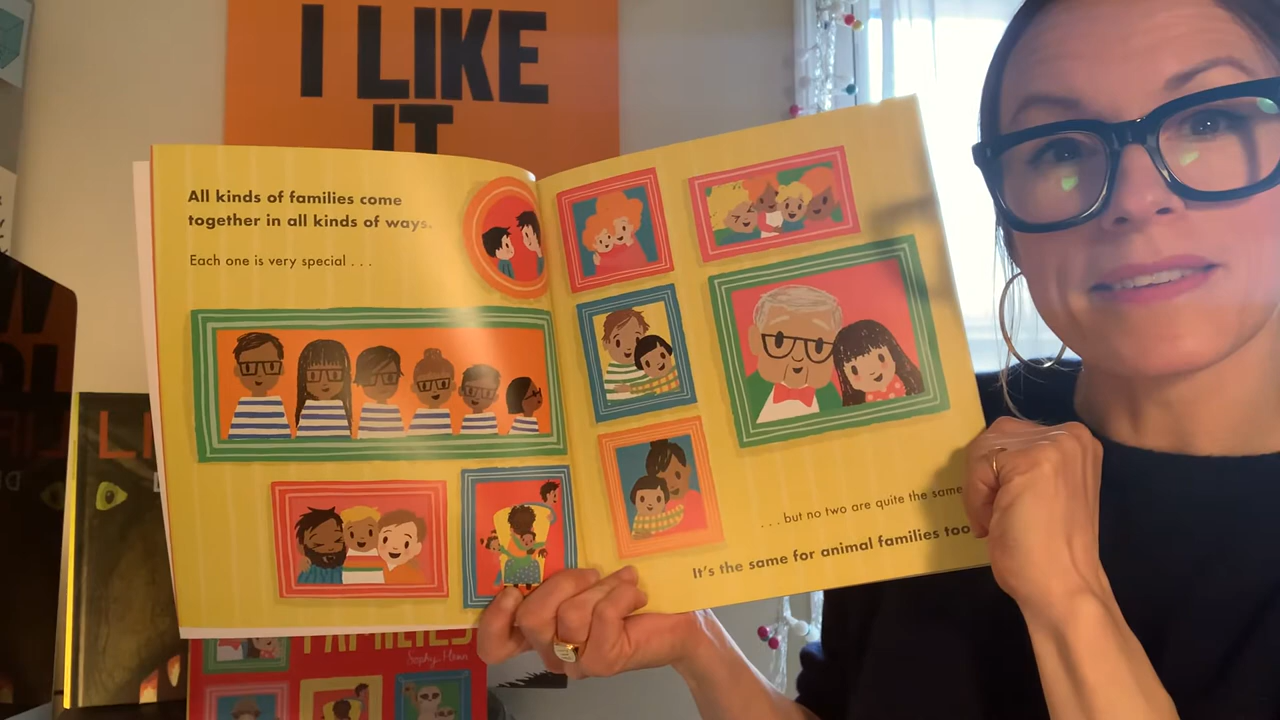 I LIKE
IT
All kinds of families come
together in all kinds of ways.
Each one is very special . . .
. . . but no two are quite the same
It's the same for animal families too
FAMILIES
Sophy Henn